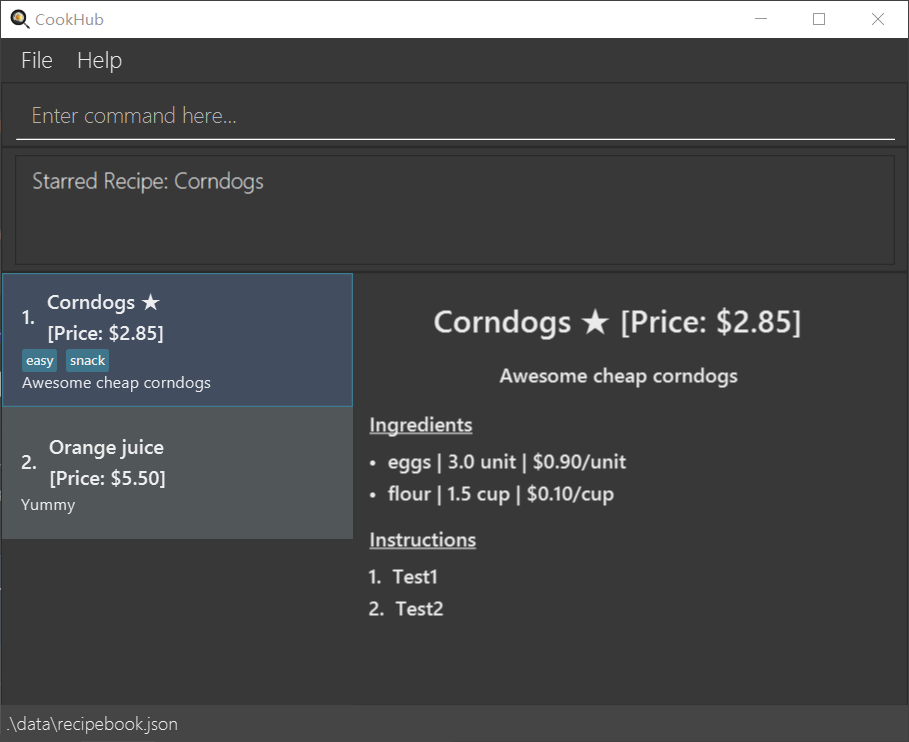 CookHub
File Help
Enter command here...
Starred Recipe: Corndogs
1. Corndogs ★
[Price: $2.85]
easy snack
Awesome cheap corndogs
2. Orange juice
[Price: $5.50]
Yummy
Corndogs ★ [Price: $2.85]
Awesome cheap corndogs
Ingredients
• eggs | 3.0 unit | $0.90/unit
• flour | 1.5 cup | $0.10/cup
Instructions
1. Test1
2. Test2
.\data\recipebook.json